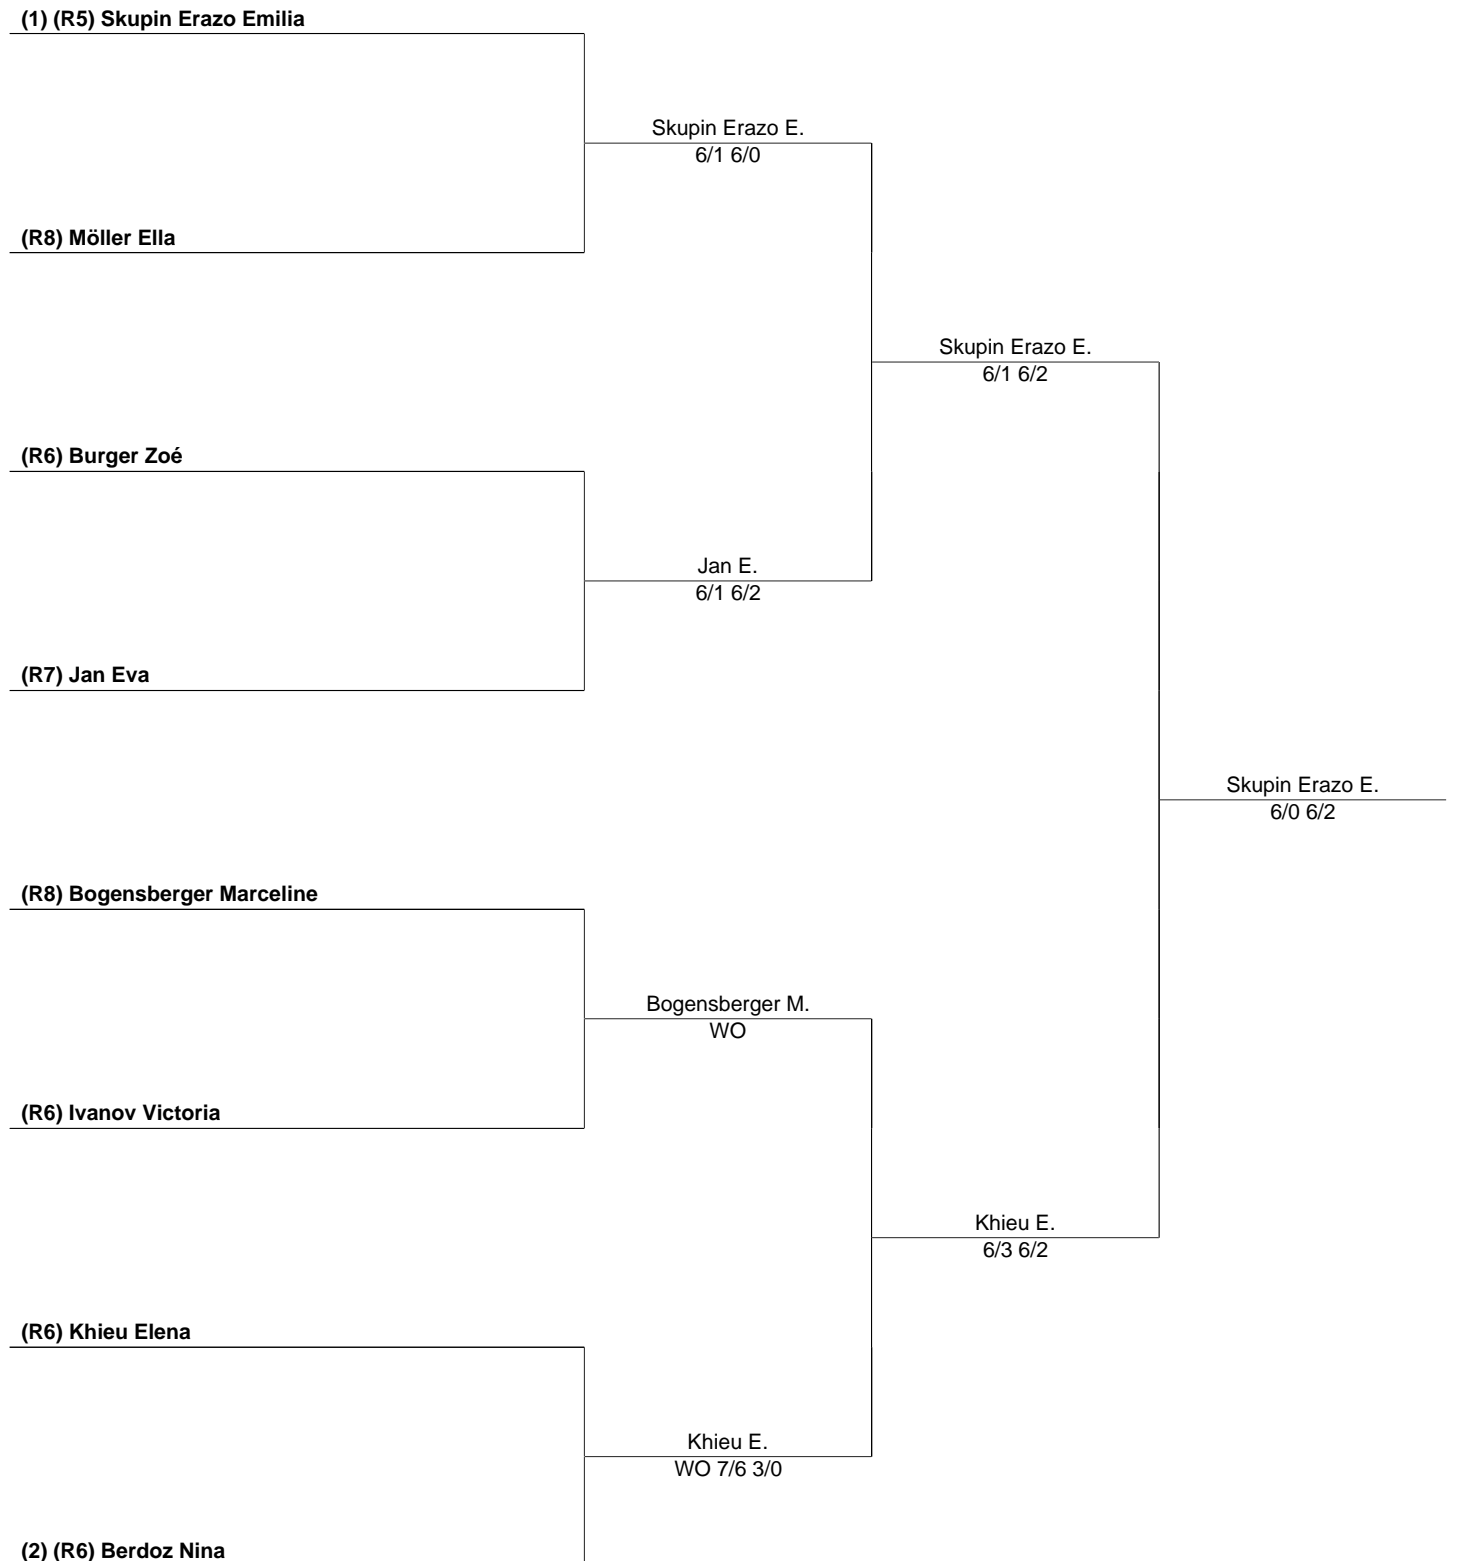 (1) (R5) Skupin Erazo Emilia
Skupin Erazo E.
6/1 6/0
(R8) Möller Ella
Skupin Erazo E.
6/1 6/2
(R6) Burger Zoé
Jan E.
6/1 6/2
(R7) Jan Eva
Skupin Erazo E.
6/0 6/2
(R8) Bogensberger Marceline
Bogensberger M.
WO
(R6) Ivanov Victoria
Khieu E.
6/3 6/2
(R6) Khieu Elena
Khieu E.
WO 7/6 3/0
(2) (R6) Berdoz Nina